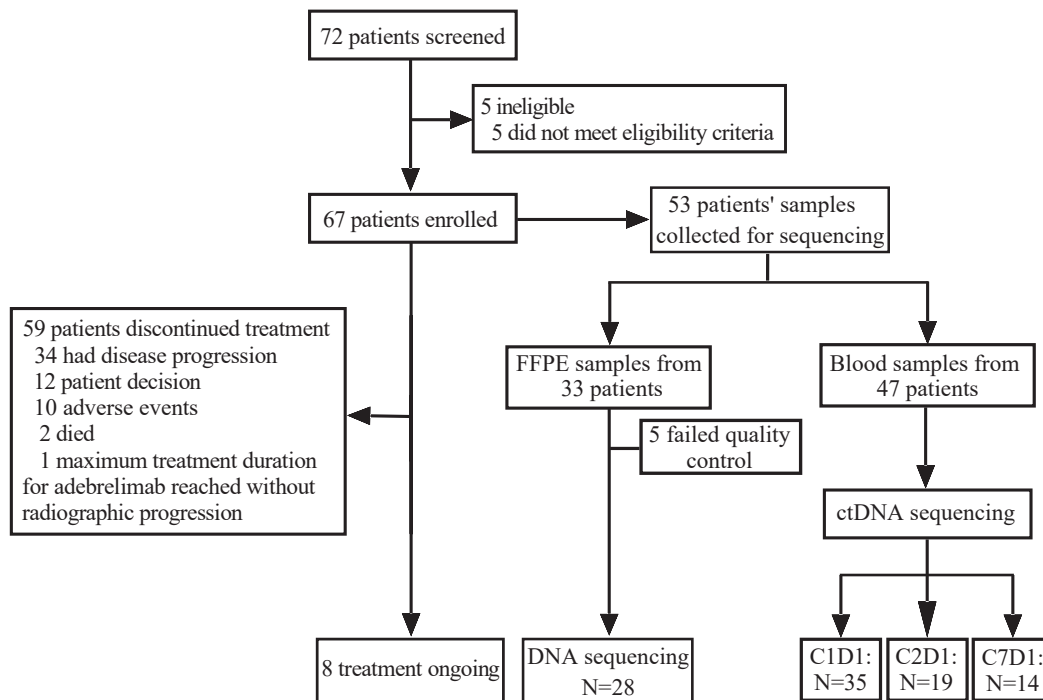 72 patients screened
5 ineligible
5 did not meet eligibility criteria
67 patients enrolled
53 patients' samples
collected for sequencing
59 patients discontinued treatment
34 had disease progression
12 patient decision
10 adverse events
2 died
1 maximum treatment duration
for adebrelimab reached without
radiographic progression
FFPE samples from
33 patients
Blood samples from
47 patients
5 failed quality
control
ctDNA sequencing
8 treatment ongoing
DNA sequencing
N=28
C1D1:
N=35
C2D1:
N=19
C7D1:
N=14